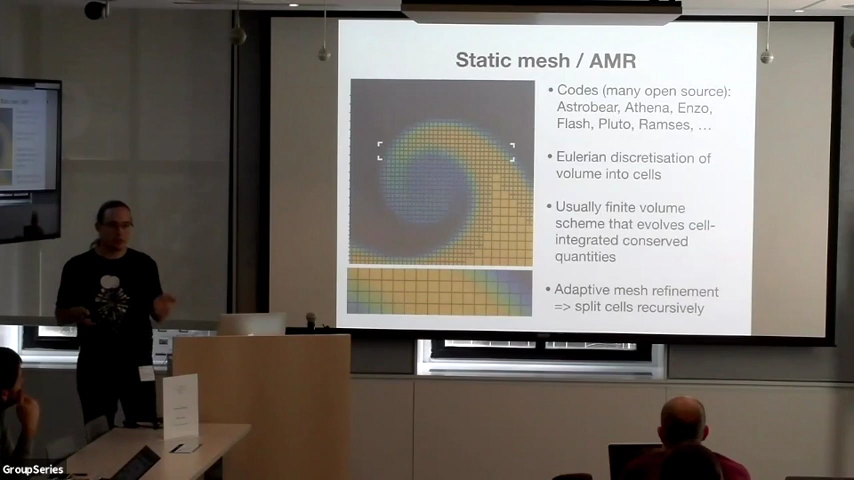 Static mesh / AMR
• Codes (many open source):
Astrobear, Athena, Enzo,
Flash, Pluto, Ramses, …
• Eulerian discretisation of
volume into cells
• Usually finite volume
scheme that evolves cell-
integrated conserved
quantities
• Adaptive mesh refinement
=> split cells recursively
GroupSeries